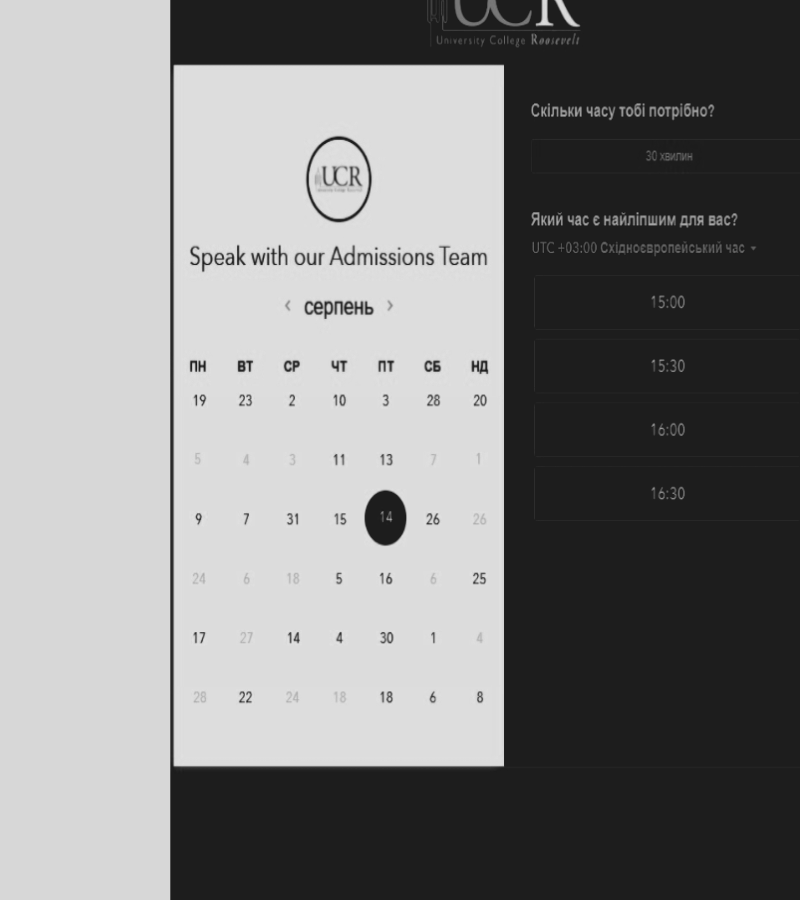 UCR
University College Roosevelt
UCR
Speak with our Admissions Team
‹ серпень ›
ПН ВТ СР ЧТ ПТ СБ НД
19 23 2 10 3 28 20
5 4 3 11 13 7 1
9 7 31 15 14 26 26
24 6 18 5 16 6 25
17 27 14 4 30 1 4
28 22 24 18 18 6 8
Скільки часу тобі потрібно?
30 хвилин
Який час є найліпшим для вас?
UTC +03:00 Східноєвропейський час
15:00
15:30
16:00
16:30